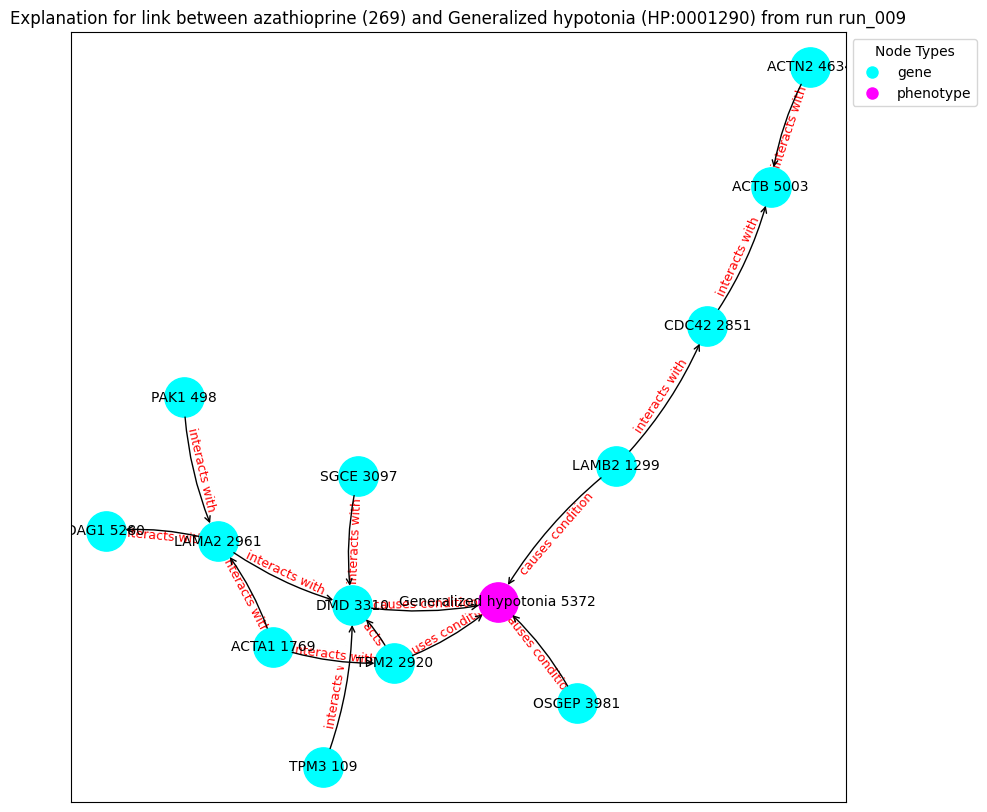 Explanation for link between azathioprine (269) and Generalized hypotonia (HP:0001290) from run run_009
Node Types
gene
phenotype
ACTN2 4634
interacts with
ACTB 5003
interacts with
CDC42 2851
interacts with
PAK1 498
interacts with
LAMB2 1299
SGCE 3097
causes condition
interacts with
DAG1
interacts with
LAMA2 2961
interacts with
DMD 3310
causes condition
Generalized hypotonia 5372
interacts with
ACTA1 1769
interacts with
TPM2 2920
causes condition
causes condition
OSGEP 3981
interacts
TPM3 109